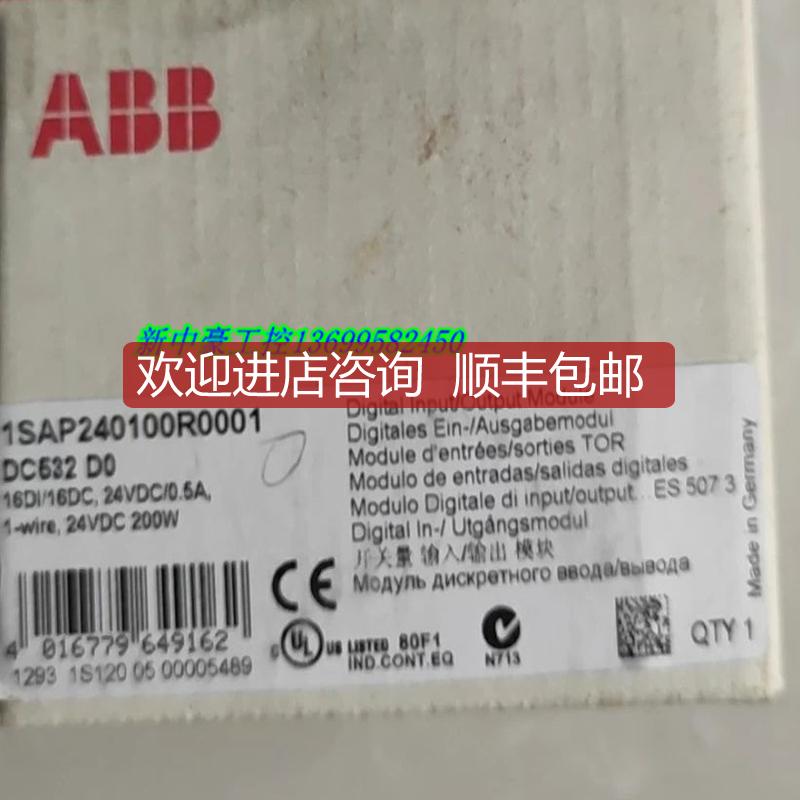 ABB
新中豪工控13699582450
欢迎进店咨询 顺丰包邮
1SAP240100R0001
DC532 D0
16DI/16DC, 24VDC/0.5A,
1-wire, 24VDC 200W
Digital Input/Output Module
Digitales Ein-/Ausgabemodul
Module d'entrées/sorties TOR
Modulo de entradas/salidas digitales
Modulo Digitale di input/output... ES 507 3
Digital In-/ Utgångsmodul
开关量 输入/输出 模块
Модуль дискретного ввода/вывода
Made in Germany
4 016779 649162
1293 1S120 05 00005489
CE
c UL us LISTED 80F1
IND.CONT.EQ
N713
QTY 1